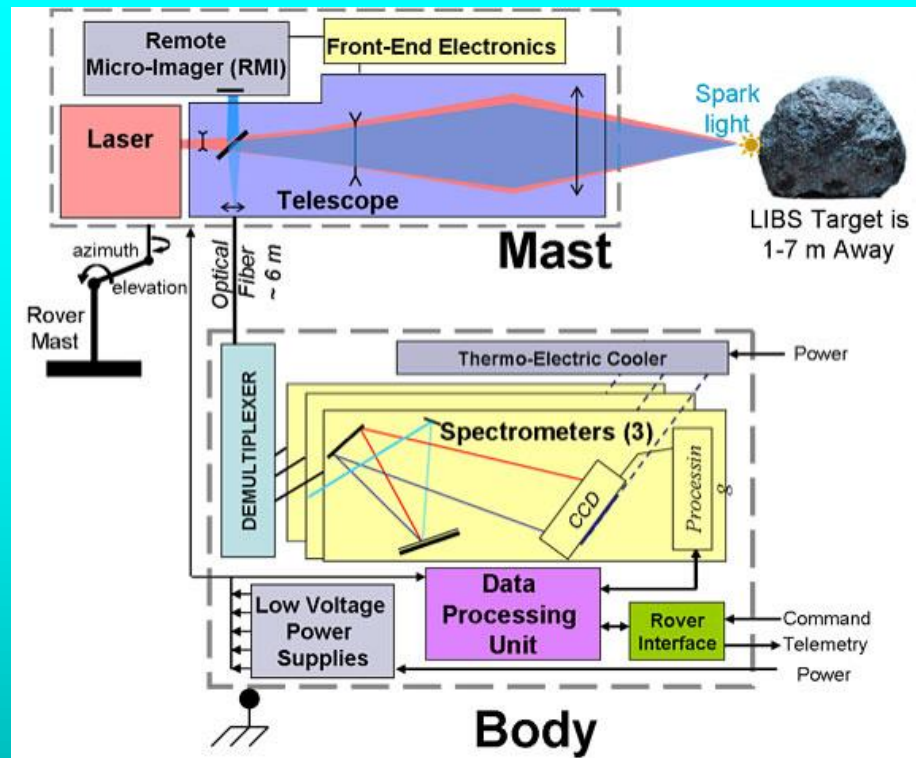 Remote
Micro-Imager (RMI)
Front-End Electronics
Laser
Telescope
Spark
light
LIBS Target is
1-7 m Away
Mast
azimuth
elevation
Rover
Mast
Optical
Fiber
~ 6 m
Thermo-Electric Cooler
Power
DEMULTIPLEXER
Spectrometers (3)
CCD
Processin
g
Low Voltage
Power
Supplies
Data
Processing
Unit
Rover
Interface
Command
Telemetry
Power
Body